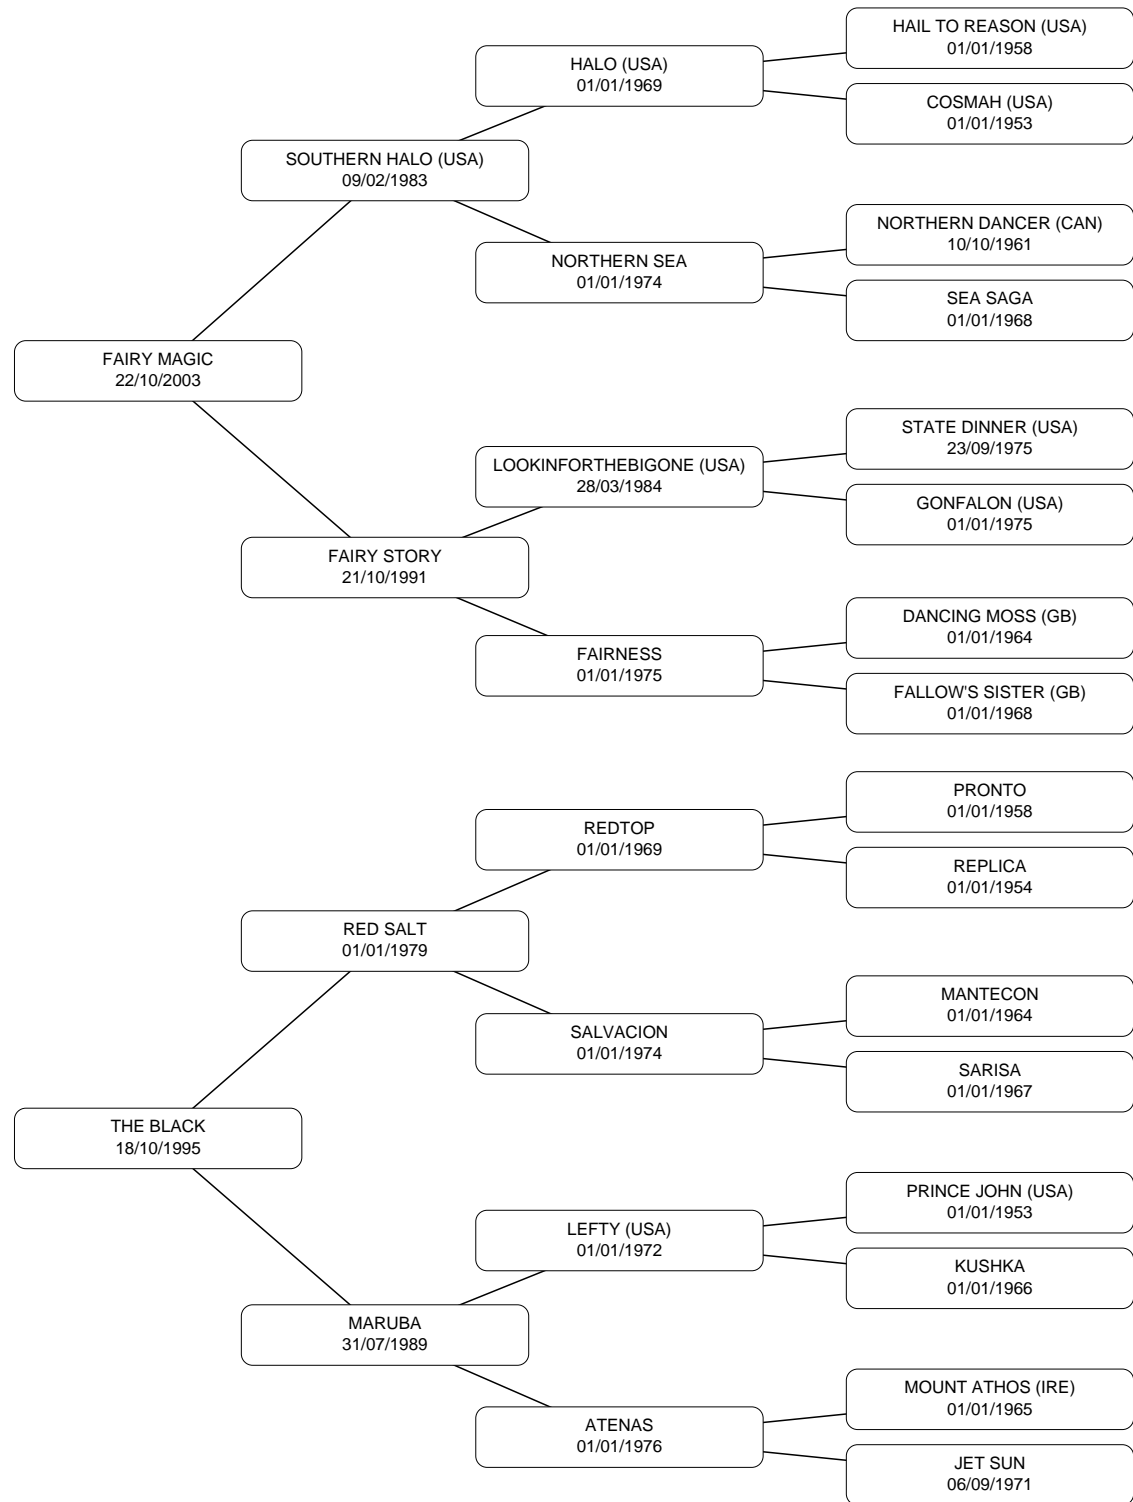 HAIL TO REASON (USA)
01/01/1958
HALO (USA)
01/01/1969
COSMAH (USA)
01/01/1953
SOUTHERN HALO (USA)
09/02/1983
NORTHERN DANCER (CAN)
10/10/1961
NORTHERN SEA
01/01/1974
SEA SAGA
01/01/1968
FAIRY MAGIC
22/10/2003
STATE DINNER (USA)
23/09/1975
LOOKINFORTHEBIGONE (USA)
28/03/1984
GONFALON (USA)
01/01/1975
FAIRY STORY
21/10/1991
DANCING MOSS (GB)
01/01/1964
FAIRNESS
01/01/1975
FALLOW'S SISTER (GB)
01/01/1968
PRONTO
01/01/1958
REDTOP
01/01/1969
REPLICA
01/01/1954
RED SALT
01/01/1979
MANTECON
01/01/1964
SALVACION
01/01/1974
SARISA
01/01/1967
THE BLACK
18/10/1995
PRINCE JOHN (USA)
01/01/1953
LEFTY (USA)
01/01/1972
KUSHKA
01/01/1966
MARUBA
31/07/1989
MOUNT ATHOS (IRE)
01/01/1965
ATENAS
01/01/1976
JET SUN
06/09/1971